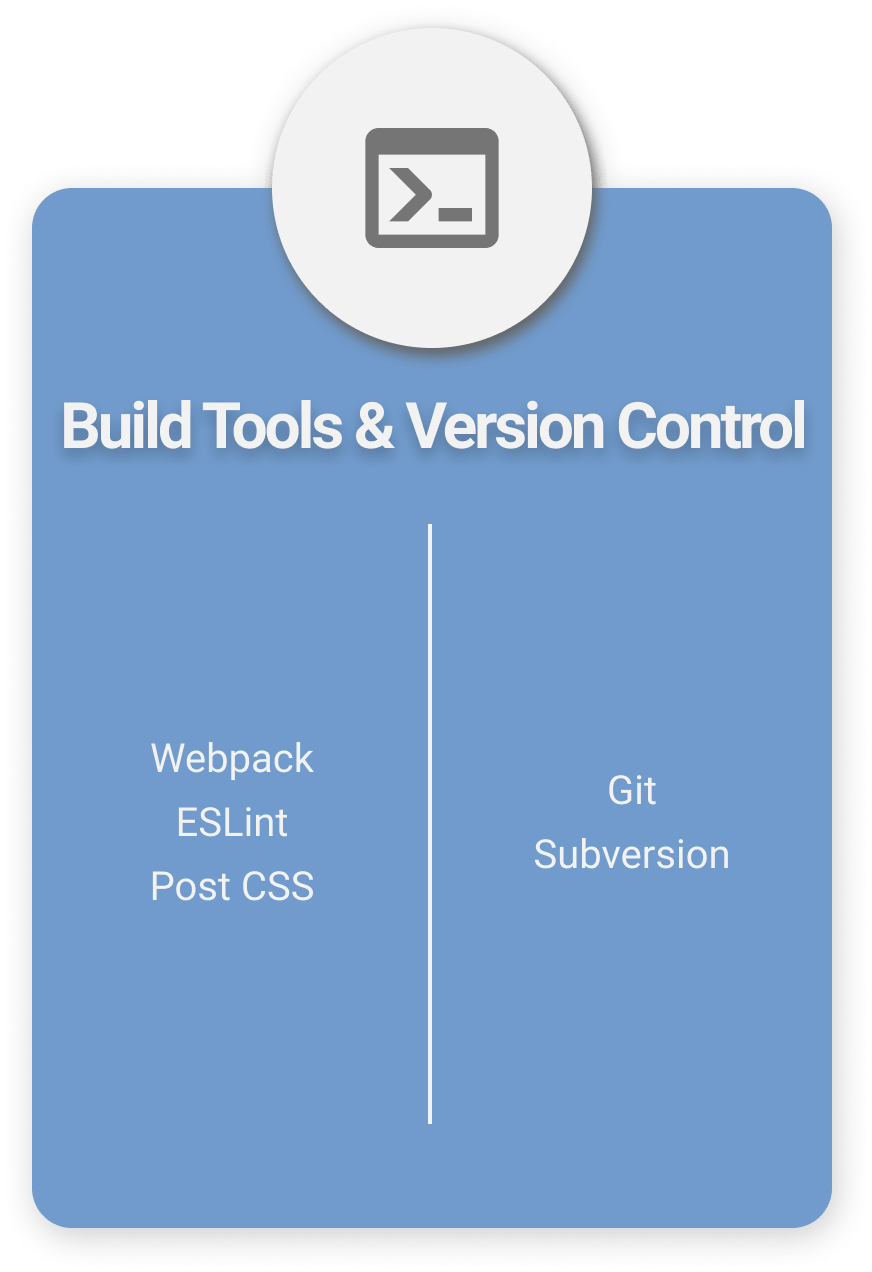 Build Tools & Version Control
Webpack
ESLint
Post CSS
Git
Subversion